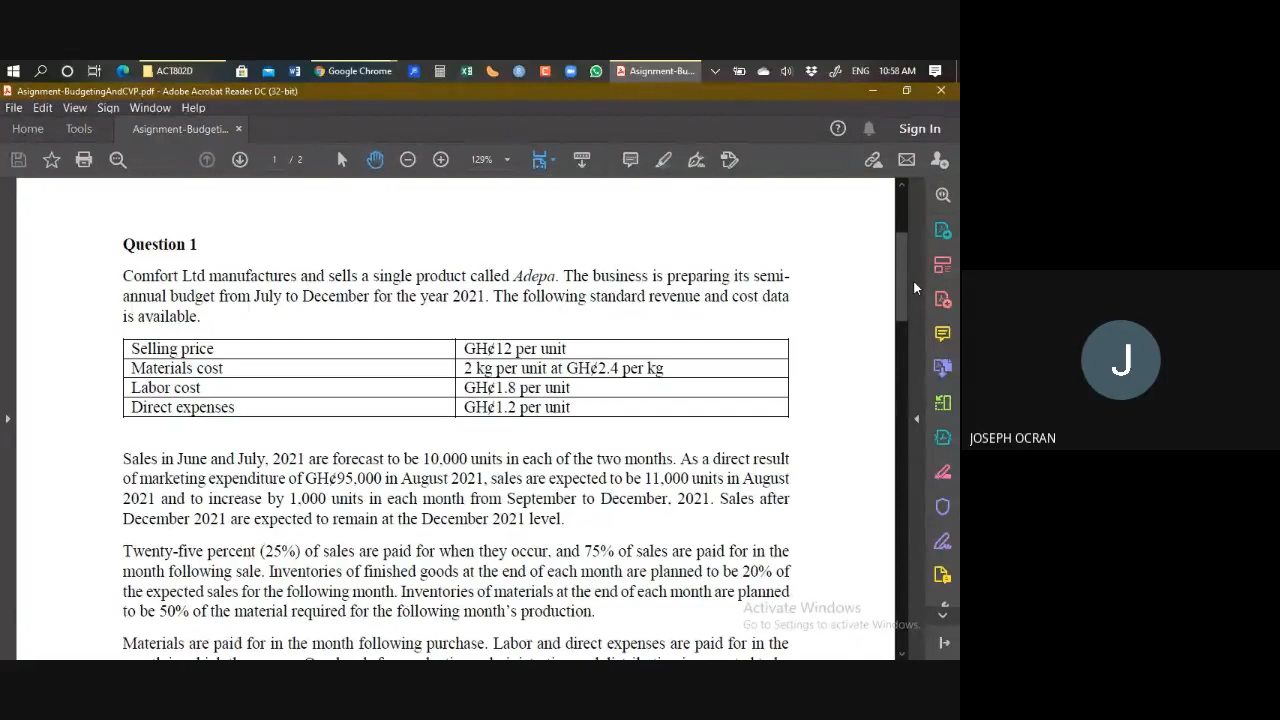 ACT802D
Google Chrome
Asignment-Bu...
ENG
10:58 AM
Asignment-BudgetingAndCVP.pdf - Adobe Acrobat Reader DC (32-bit)
File Edit View Sign Window Help
Home Tools Asignment-Budgeti... × Sign In
1 / 2 129%
Question 1
Comfort Ltd manufactures and sells a single product called Adepa. The business is preparing its semi-
annual budget from July to December for the year 2021. The following standard revenue and cost data
is available.
Selling price GH¢12 per unit
Materials cost 2 kg per unit at GH¢2.4 per kg
Labor cost GH¢1.8 per unit
Direct expenses GH¢1.2 per unit
Sales in June and July, 2021 are forecast to be 10,000 units in each of the two months. As a direct result
of marketing expenditure of GH¢95,000 in August 2021, sales are expected to be 11,000 units in August
2021 and to increase by 1,000 units in each month from September to December, 2021. Sales after
December 2021 are expected to remain at the December 2021 level.
Twenty-five percent (25%) of sales are paid for when they occur, and 75% of sales are paid for in the
month following sale. Inventories of finished goods at the end of each month are planned to be 20% of
the expected sales for the following month. Inventories of materials at the end of each month are planned
to be 50% of the material required for the following month's production.
Activate Windows
Go to Settings to activate Windows.
Materials are paid for in the month following purchase. Labor and direct expenses are paid for in the
J
JOSEPH OCRAN